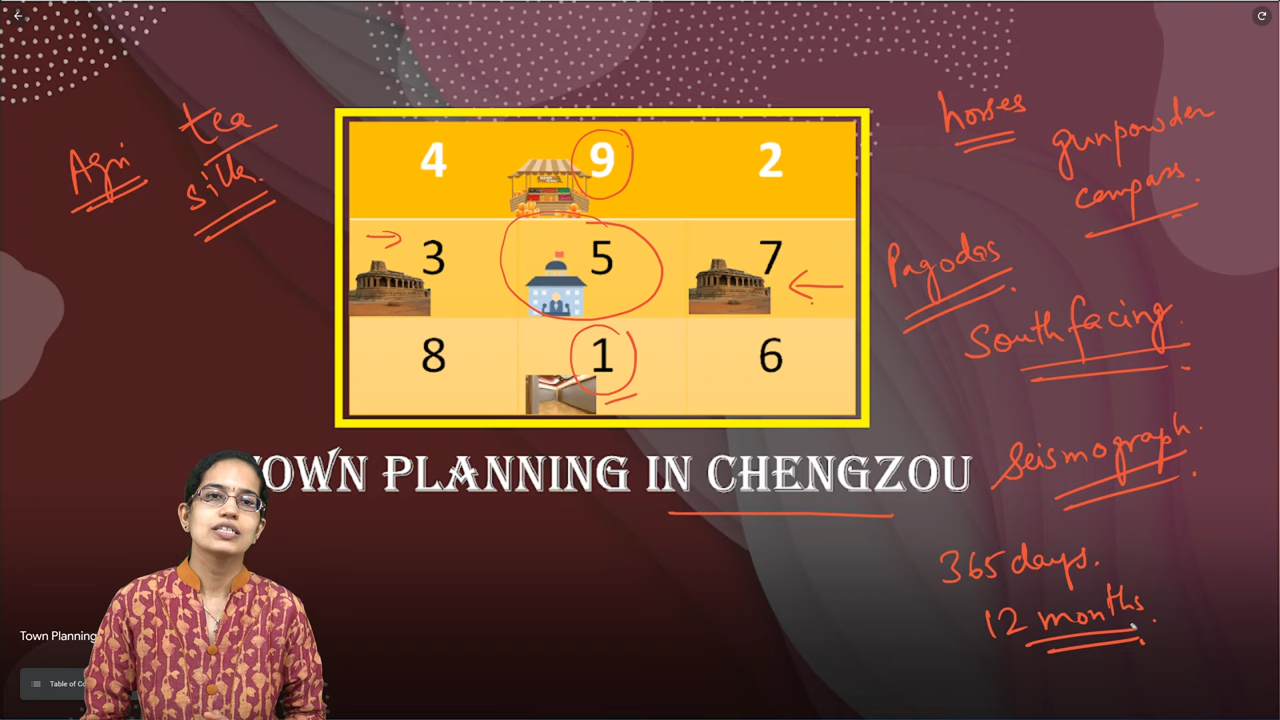 tea
Agri
silk.
horses
gunpowder
compass.
4 9 2
3 5 7
8 1 6
Pagodas
South facing.
TOWN PLANNING IN CHENGZOU
Seismograph.
365 days.
12 months.
Town Planning
Table of Co